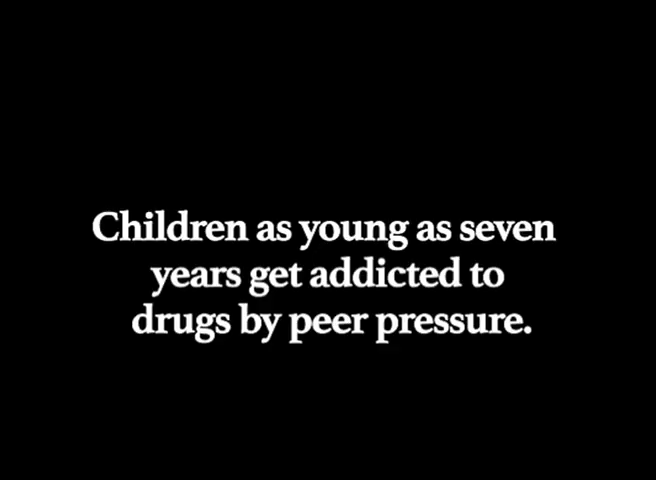 Children as young as seven
years get addicted to
drugs by peer pressure.